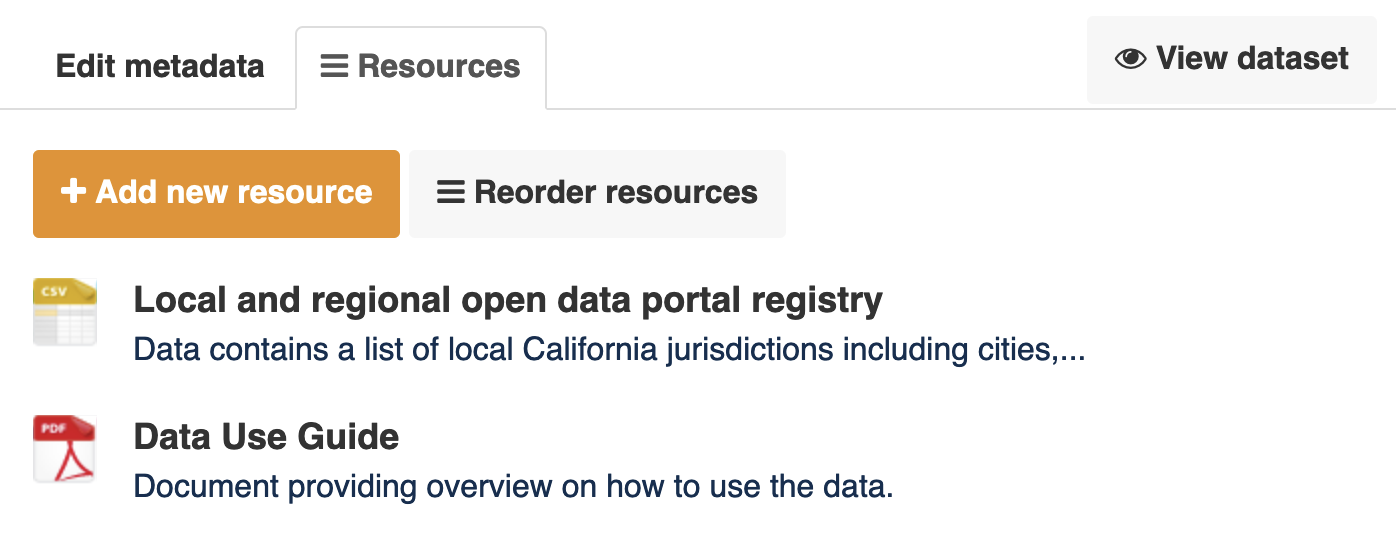 Edit metadata
Resources
View dataset
Add new resource
Reorder resources
CSV
Local and regional open data portal registry
Data contains a list of local California jurisdictions including cities,...
PDF
Data Use Guide
Document providing overview on how to use the data.